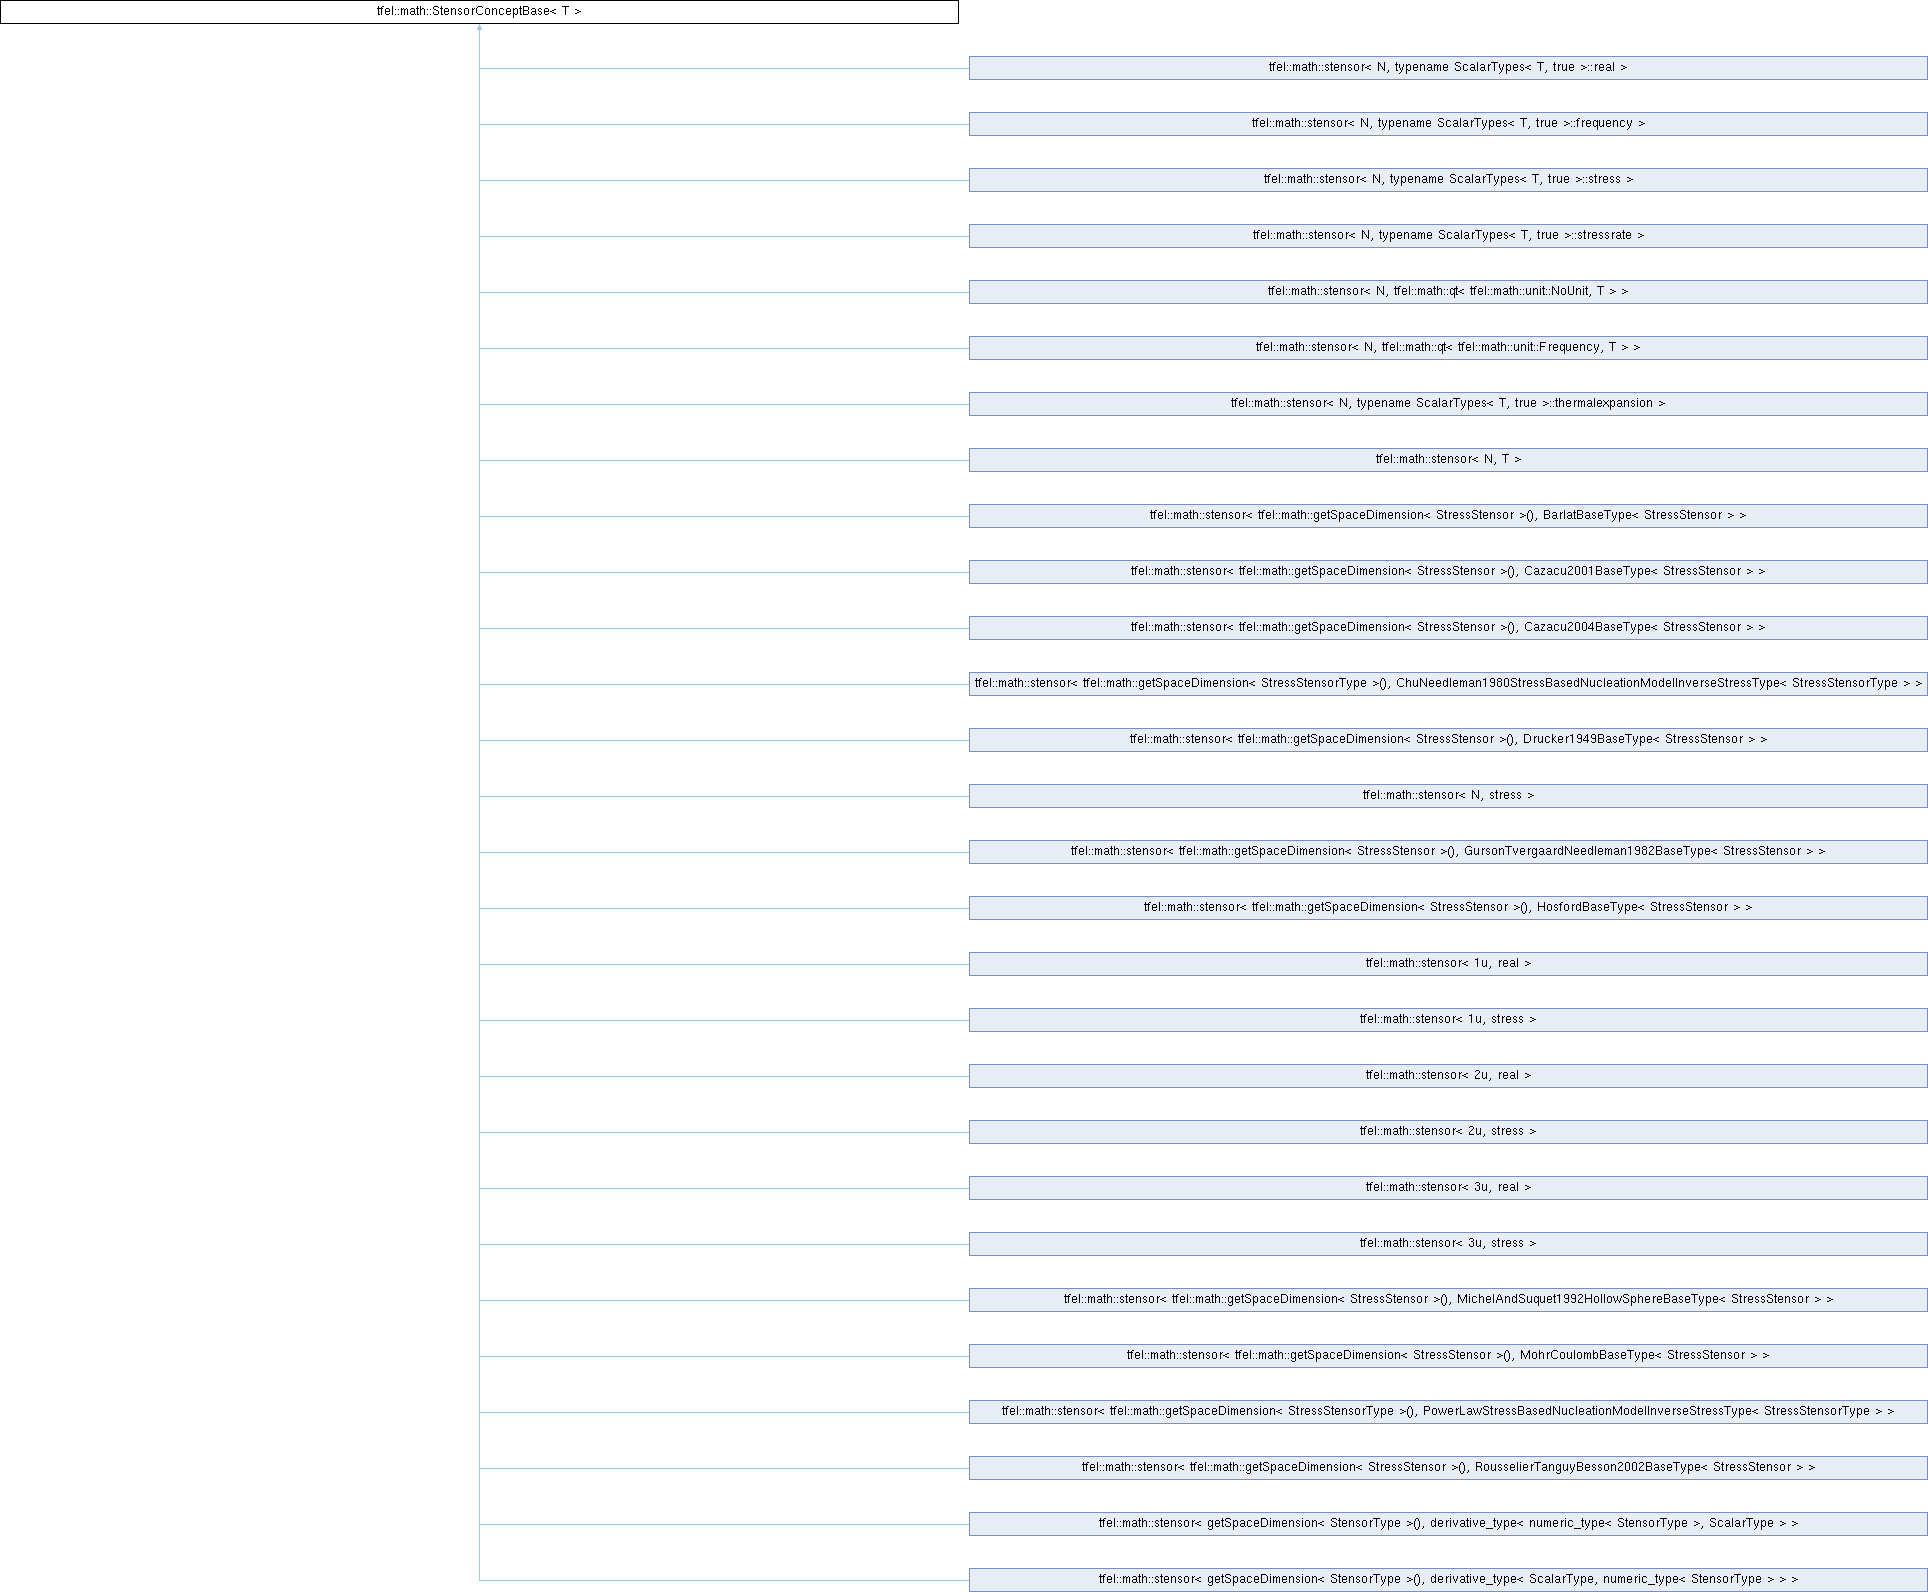 tfel::math::StensorConceptBase< T >
tfel::math::stensor< N, typename ScalarTypes< T, true >::real >
tfel::math::stensor< N, typename ScalarTypes< T, true >::frequency >
tfel::math::stensor< N, typename ScalarTypes< T, true >::stress >
tfel::math::stensor< N, typename ScalarTypes< T, true >::stressrate >
tfel::math::stensor< N, tfel::math::qt< tfel::math::unit::NoUnit, T > >
tfel::math::stensor< N, tfel::math::qt< tfel::math::unit::Frequency, T > >
tfel::math::stensor< N, typename ScalarTypes< T, true >::thermalexpansion >
tfel::math::stensor< N, T >
tfel::math::stensor< tfel::math::getSpaceDimension< StressStensor >(), BarlatBaseType< StressStensor > >
tfel::math::stensor< tfel::math::getSpaceDimension< StressStensor >(), Cazacu2001BaseType< StressStensor > >
tfel::math::stensor< tfel::math::getSpaceDimension< StressStensor >(), Cazacu2004BaseType< StressStensor > >
tfel::math::stensor< tfel::math::getSpaceDimension< StressStensorType >(), ChuNeedleman1980StressBasedNucleationModelInverseStressType< StressStensorType > >
tfel::math::stensor< tfel::math::getSpaceDimension< StressStensor >(), Drucker1949BaseType< StressStensor > >
tfel::math::stensor< N, stress >
tfel::math::stensor< tfel::math::getSpaceDimension< StressStensor >(), GursonTvergaardNeedleman1982BaseType< StressStensor > >
tfel::math::stensor< tfel::math::getSpaceDimension< StressStensor >(), HosfordBaseType< StressStensor > >
tfel::math::stensor< 1u, real >
tfel::math::stensor< 1u, stress >
tfel::math::stensor< 2u, real >
tfel::math::stensor< 2u, stress >
tfel::math::stensor< 3u, real >
tfel::math::stensor< 3u, stress >
tfel::math::stensor< tfel::math::getSpaceDimension< StressStensor >(), MichelAndSuquet1992HollowSphereBaseType< StressStensor > >
tfel::math::stensor< tfel::math::getSpaceDimension< StressStensor >(), MohrCoulombBaseType< StressStensor > >
tfel::math::stensor< tfel::math::getSpaceDimension< StressStensorType >(), PowerLawStressBasedNucleationModelInverseStressType< StressStensorType > >
tfel::math::stensor< tfel::math::getSpaceDimension< StressStensor >(), RousselierTanguyBesson2002BaseType< StressStensor > >
tfel::math::stensor< getSpaceDimension< StensorType >(), derivative_type< numeric_type< StensorType >, ScalarType > >
tfel::math::stensor< getSpaceDimension< StensorType >(), derivative_type< ScalarType, numeric_type< StensorType > > >